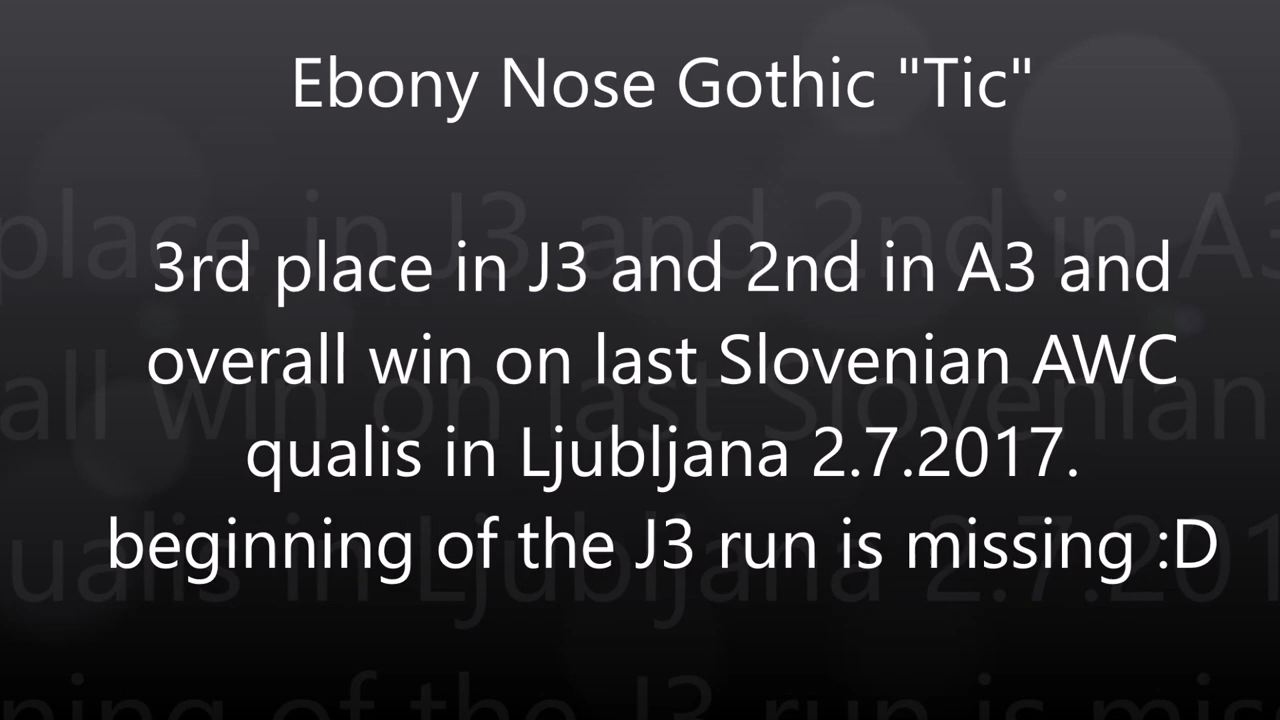 Ebony Nose Gothic "Tic"
3rd place in J3 and 2nd in A3 and
overall win on last Slovenian AWC
qualis in Ljubljana 2.7.2017.
beginning of the J3 run is missing :D